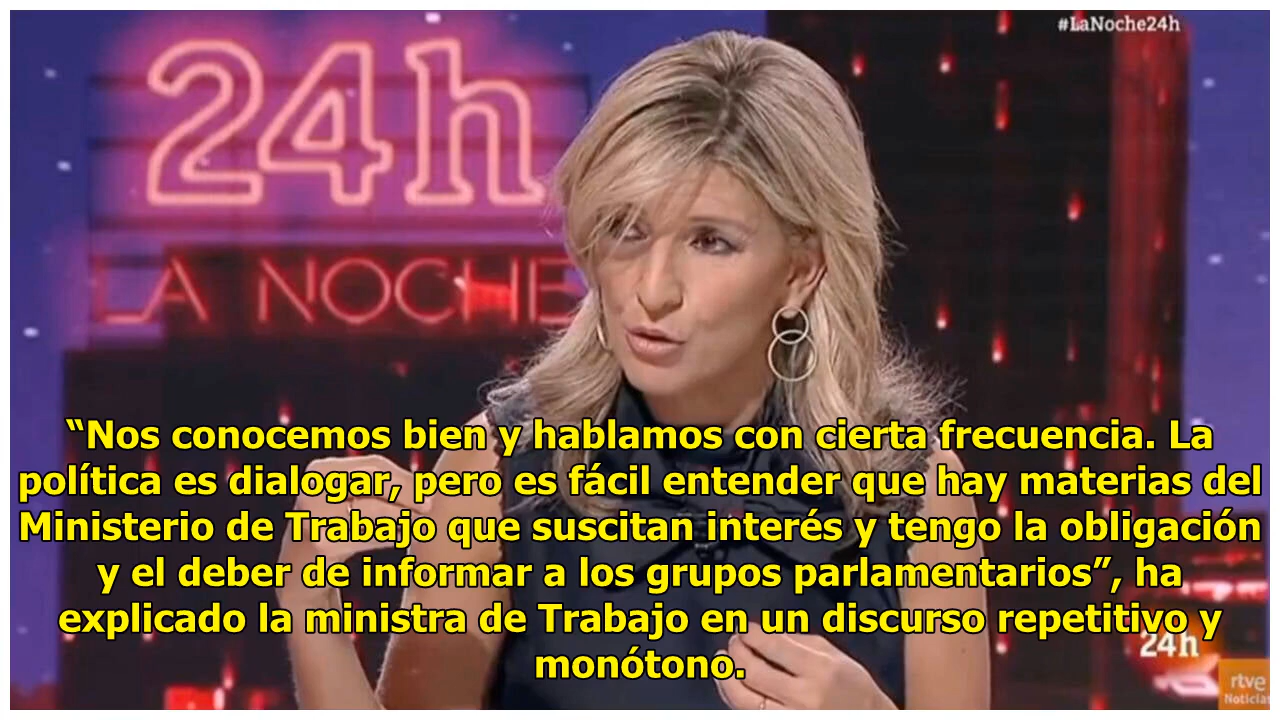 #LaNoche24h
24h
LA NOCHE
“Nos conocemos bien y hablamos con cierta frecuencia. La
política es dialogar, pero es fácil entender que hay materias del
Ministerio de Trabajo que suscitan interés y tengo la obligación
y el deber de informar a los grupos parlamentarios”, ha
explicado la ministra de Trabajo en un discurso repetitivo y
monótono.
24h
rtve
Noticias